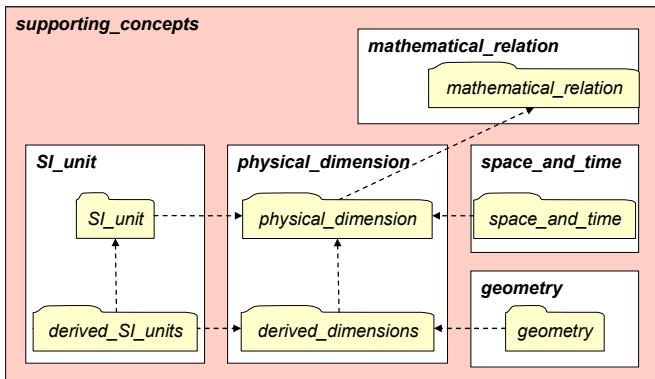 supporting_concepts
mathematical_relation
mathematical_relation
SI_unit
physical_dimension
space_and_time
SI_unit
physical_dimension
space_and_time
geometry
derived_SI_units
derived_dimensions
geometry